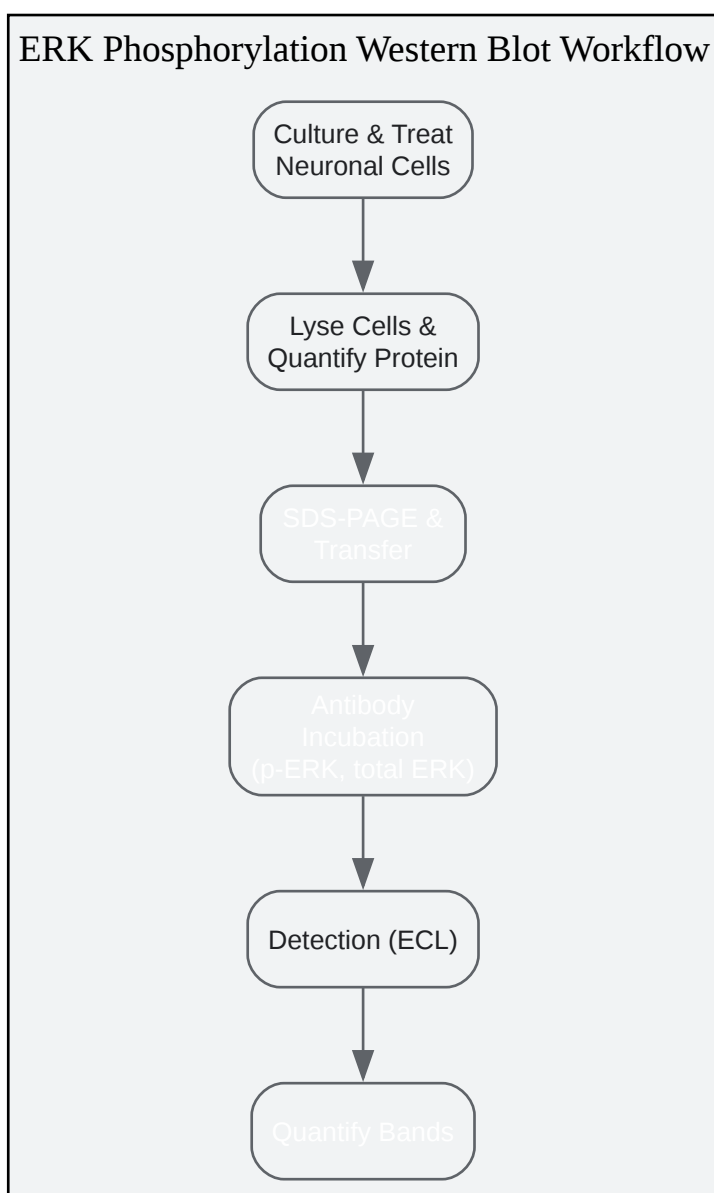 ERK Phosphorylation Western Blot Workflow
Culture & Treat
Neuronal Cells
Lyse Cells &
Quantify Protein
SDS-PAGE &
Transfer
Antibody
Incubation
(p-ERK, total ERK)
Detection (ECL)
Quantify Bands